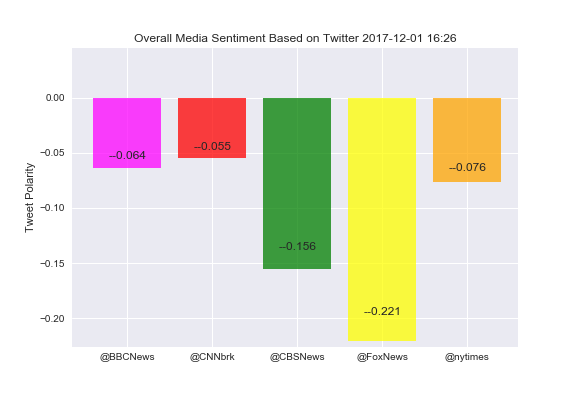 Overall Media Sentiment Based on Twitter 2017-12-01 16:26
Tweet Polarity
0.00
−0.05
−0.10
−0.15
−0.20
--0.064
--0.055
--0.156
--0.221
--0.076
@BBCNews
@CNNbrk
@CBSNews
@FoxNews
@nytimes